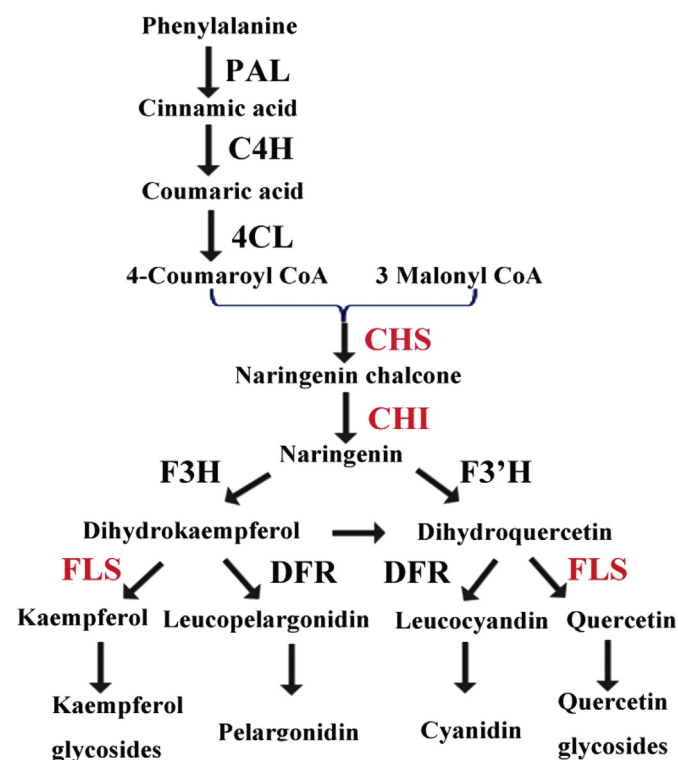 Phenylalanine
PAL
Cinnamic acid
C4H
Coumaric acid
4CL
4-Coumaroyl CoA 3 Malonyl CoA
CHS
Naringenin chalcone
CHI
Naringenin
F3H F3’H
Dihydrokaempferol Dihydroquercetin
FLS DFR DFR FLS
Kaempferol Leucopelargonidin Leucocyandin Quercetin
Kaempferol Quercetin
Pelargonidin Cyanidin
glycosides glycosides